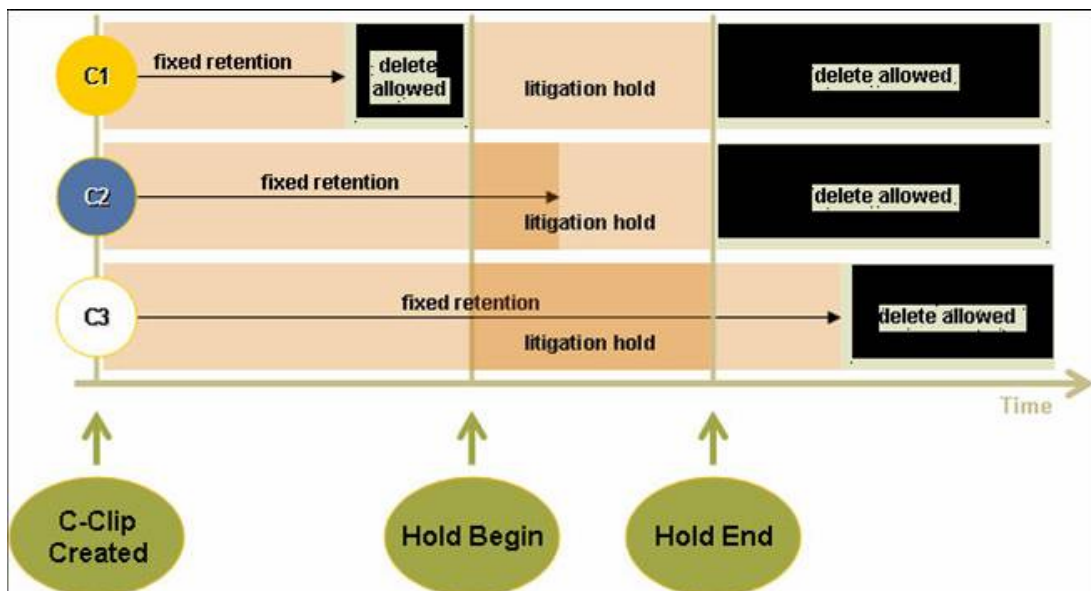 C1
fixed retention
delete
allowed
litigation hold
delete allowed
C2
fixed retention
litigation hold
delete allowed
C3
fixed retention
litigation hold
delete allowed
Time
C-Clip
Created
Hold Begin
Hold End